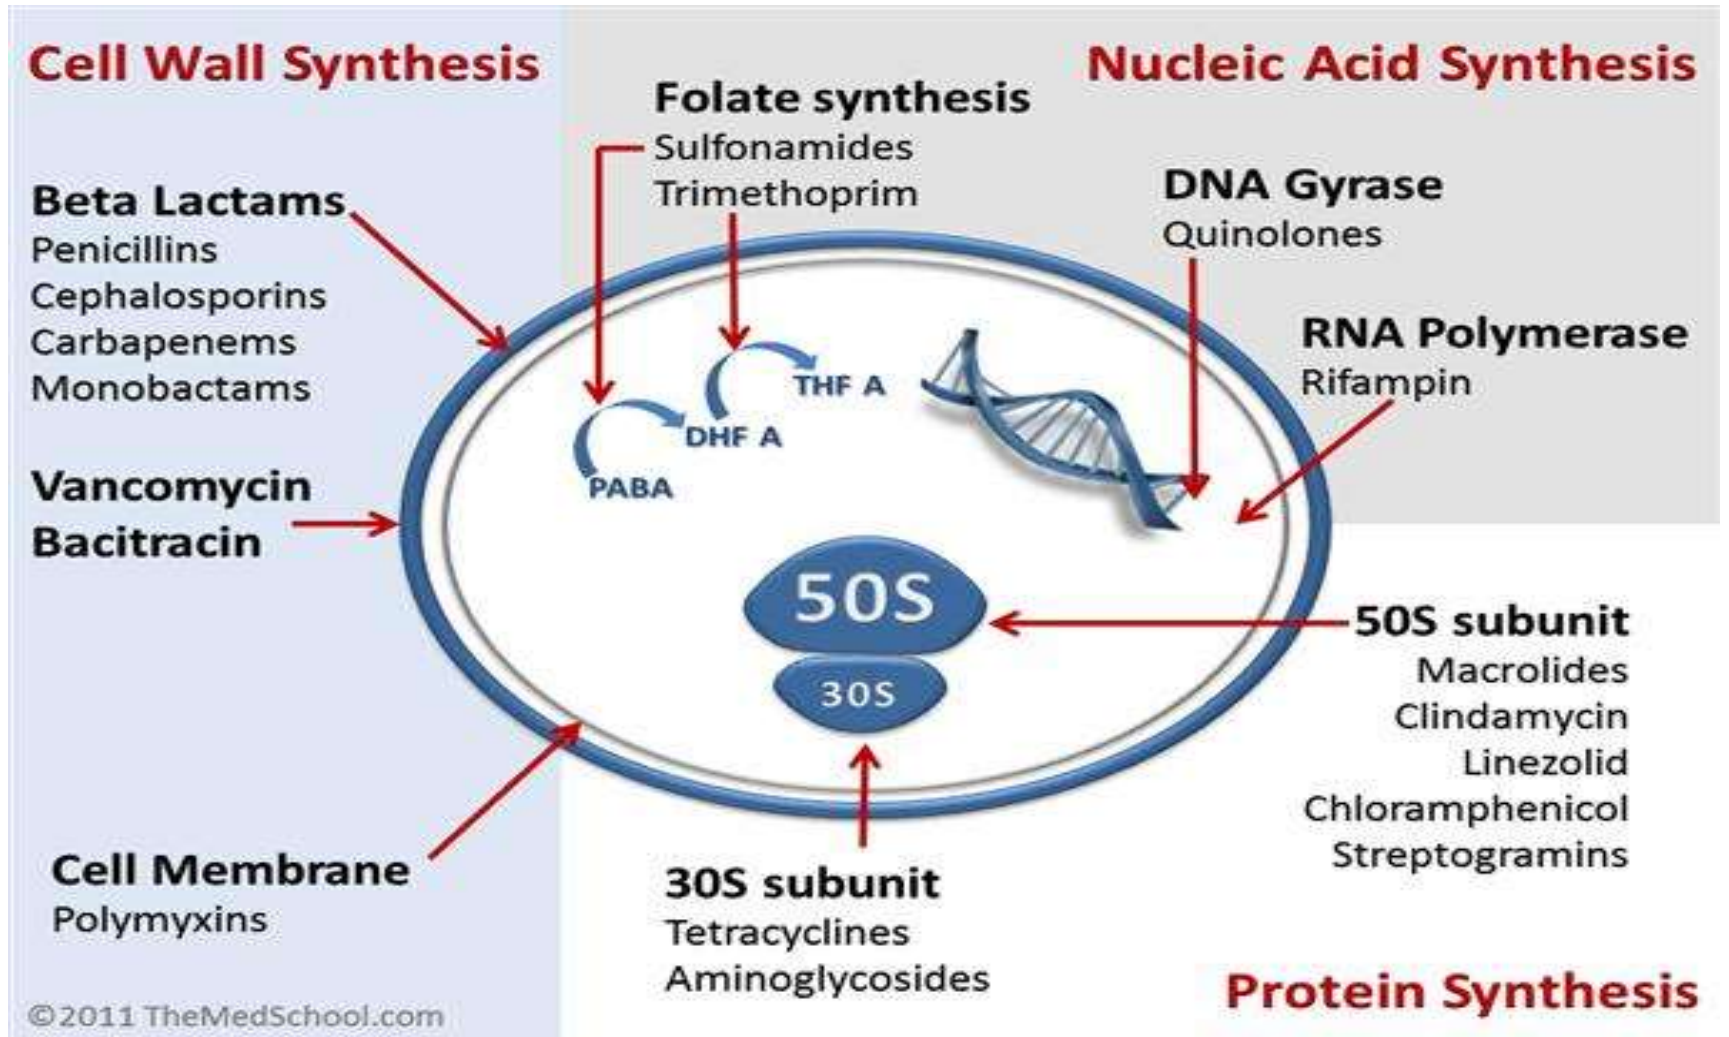 Cell Wall Synthesis
Beta Lactams
Penicillins
Cephalosporins
Carbapenems
Monobactams
Vancomycin
Bacitracin
Cell Membrane
Polymyxins
©2011 TheMedSchool.com
Nucleic Acid Synthesis
Folate synthesis
Sulfonamides
Trimethoprim
DNA Gyrase
Quinolones
RNA Polymerase
Rifampin
THF A
DHF A
PABA
50S
30S
50S subunit
Macrolides
Clindamycin
Linezolid
Chloramphenicol
Streptogramins
30S subunit
Tetracyclines
Aminoglycosides
Protein Synthesis